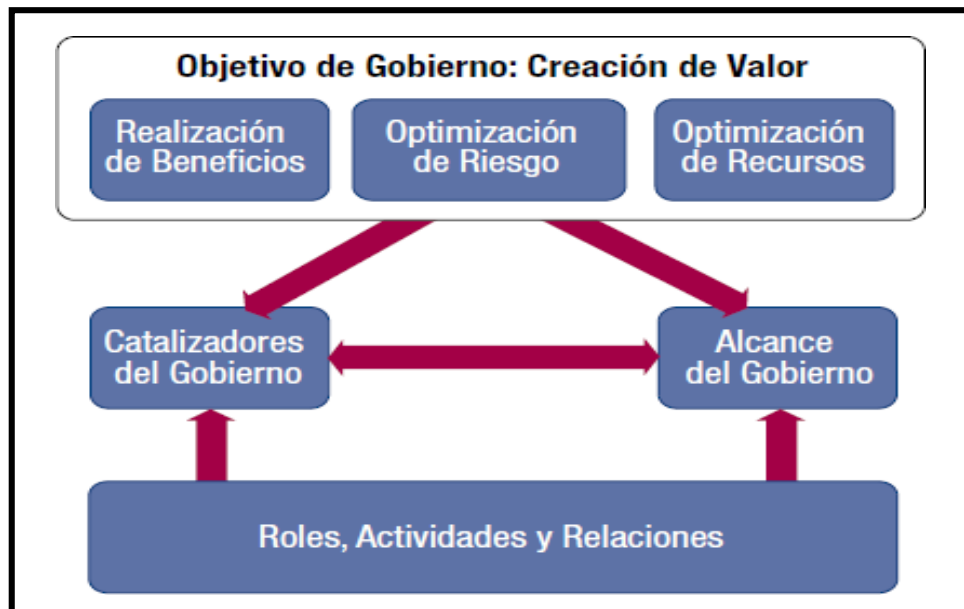 Objetivo de Gobierno: Creación de Valor
Realización
de Beneficios
Optimización
de Riesgo
Optimización
de Recursos
Catalizadores
del Gobierno
Alcance
del Gobierno
Roles, Actividades y Relaciones